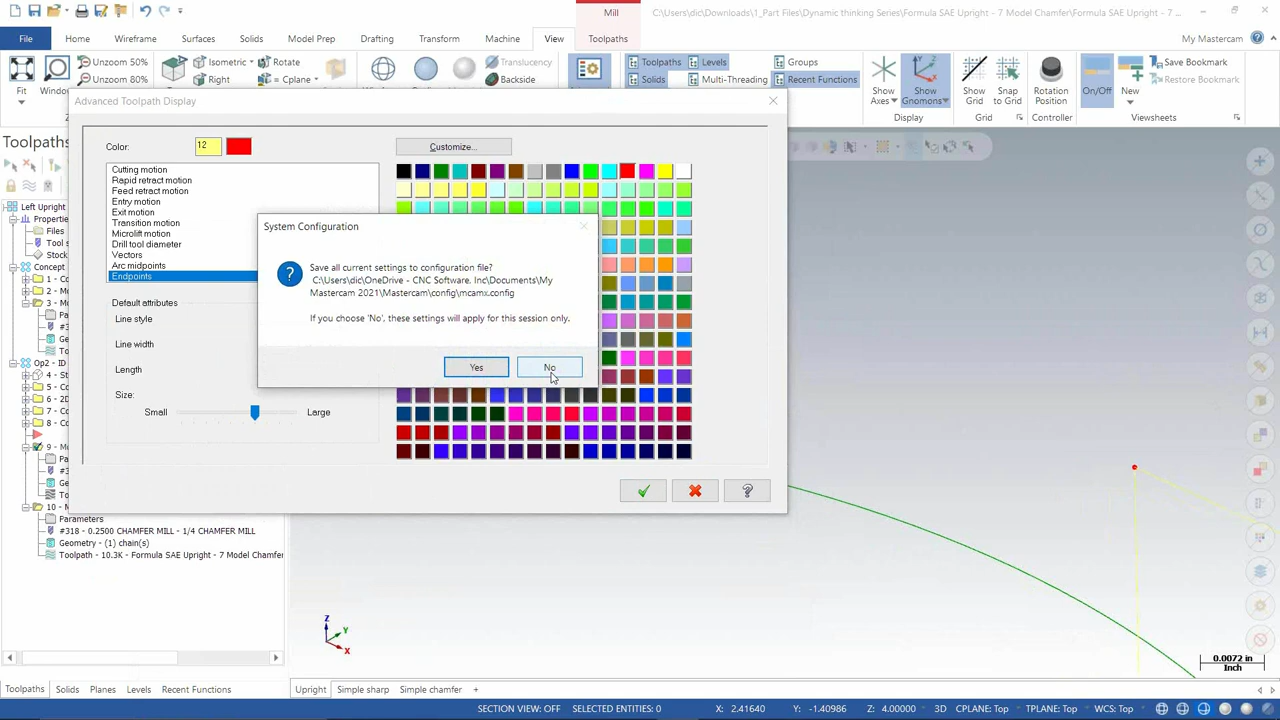 Mill
C:\Users\dic\Downloads\1_Part Files\Dynamic thinking Series\Formula SAE Upright - 7 Model Chamfer\Formula SAE Upright - 7 ...
File Home Wireframe Surfaces Solids Model Prep Drafting Transform Machine View Toolpaths My Mastercam
Unzoom 50% Isometric Rotate Translucency Toolpaths Levels Groups Save Bookmark
Fit Unzoom 80% Right = Cplane Backside Solids Multi-Threading Recent Functions Show Axes Show Gnomons Show Grid Snap to Grid Rotation Position On/Off New Restore Bookmark
Display Grid Controller Viewsheets
Advanced Toolpath Display
Toolpaths
Color: 12 Customize...
Cutting motion
Rapid retract motion
Feed retract motion
Entry motion
Exit motion
Transition motion
Microlift motion
Drill tool diameter
Vectors
Arc midpoints
Endpoints
Default attributes
Line style
Line width
Length
Size:
Small Large
System Configuration
Save all current settings to configuration file?
C:\Users\dic\OneDrive - CNC Software, Inc\Documents\My
Mastercam 2021\Mastercam\config\mcamx.config
If you choose 'No', these settings will apply for this session only.
Yes No
Left Upright
Files
Stock
Concept
Parameters
#318 - 0.2500 CHAMFER MILL - 1/4 CHAMFER MILL
Geometry - (1) chain(s)
Toolpath - 10.3K - Formula SAE Upright - 7 Model Chamfer
Z
Y
X
0.0072 in
Inch
Toolpaths Solids Planes Levels Recent Functions Upright Simple sharp Simple chamfer +
SECTION VIEW: OFF SELECTED ENTITIES: 0 X: 2.41640 Y: -1.40986 Z: 4.00000 3D CPLANE: Top TPLANE: Top WCS: Top